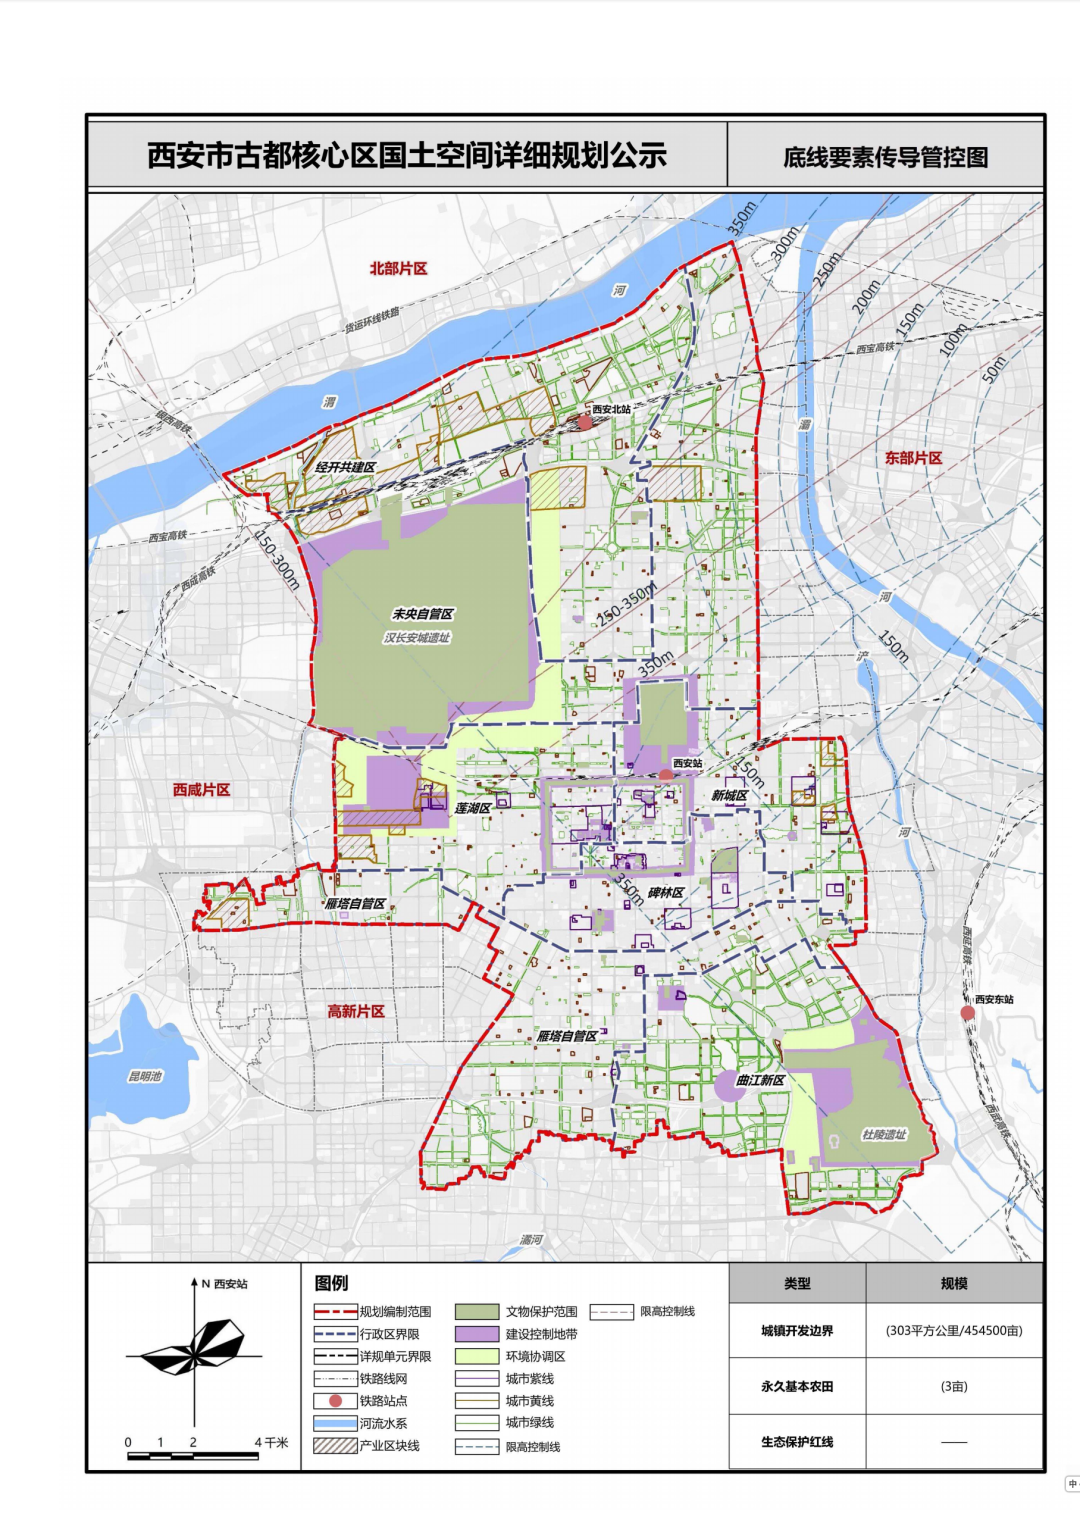 西安市古都核心区国土空间详细规划公示
底线要素传导管控图
350m
300m
250m
200m
150m
100m
50m
北部片区
河
货运环线铁路
西宝高铁
渭
银西高铁
西安北站
灞
东部片区
经开共建区
西宝高铁
150-300m
西成高铁
未央自管区
汉长安城遗址
250-350m
河
150m
浐
350m
西安站
150m
西咸片区
莲湖区
新城区
河
350m
碑林区
雁塔自管区
西延高铁
高新片区
西安东站
雁塔自管区
昆明池
曲江新区
西武高铁
杜陵遗址
潏河
N 西安站
0 1 2 4 千米
图例
规划编制范围
行政区界限
详规单元界限
铁路线网
铁路站点
河流水系
产业区块线
文物保护范围
建设控制地带
环境协调区
城市紫线
城市黄线
城市绿线
限高控制线
限高控制线
类型 规模
城镇开发边界 (303平方公里/454500亩)
永久基本农田 (3亩)
生态保护红线 ——
中